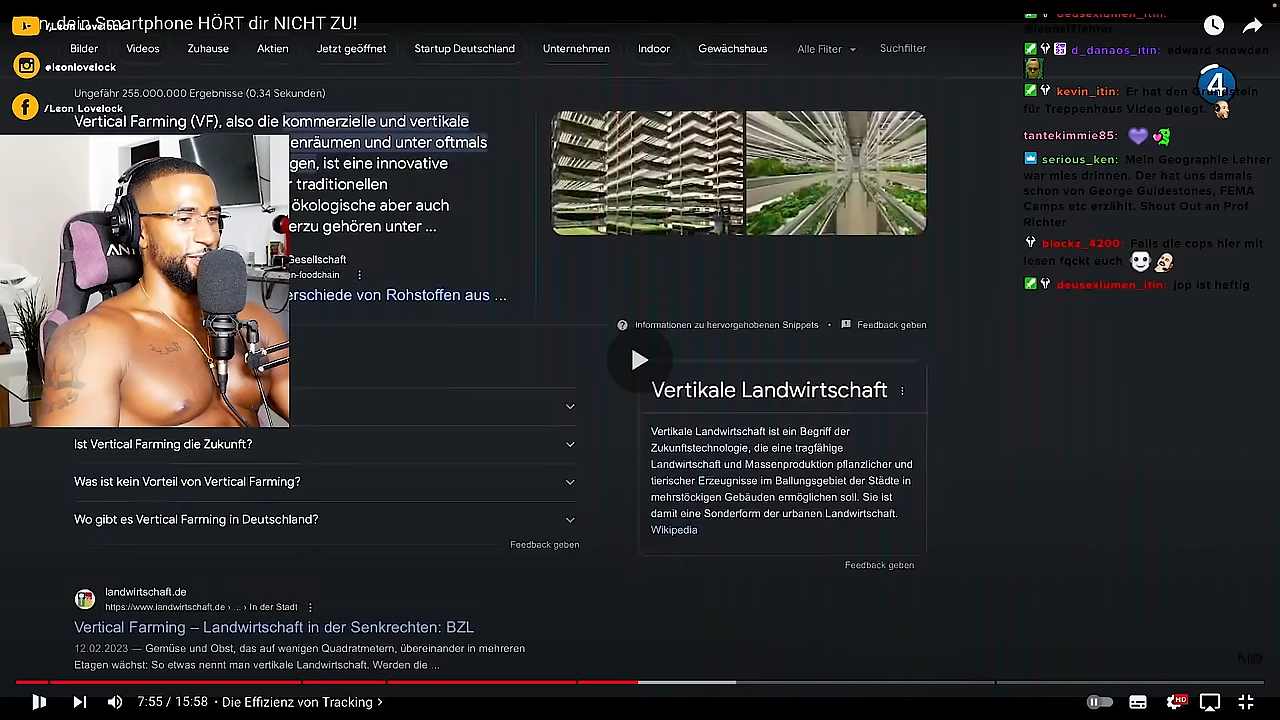 n, dein Smartphone HÖRT dir NICHT ZU!
/Leon Lovelock
@leonlovelock
/Leon Lovelock
Bilder Videos Zuhause Aktien Jetzt geöffnet Startup Deutschland Unternehmen Indoor Gewächshaus Alle Filter Suchfilter
Ungefähr 255.000.000 Ergebnisse (0,34 Sekunden)
Vertical Farming (VF), also die kommerzielle und vertikale
enräumen und unter oftmals
gen, ist eine innovative
r traditionellen
ökologische aber auch
erzu gehören unter ...
Gesellschaft
n-foodchain
erschiede von Rohstoffen aus ...
Informationen zu hervorgehobenen Snippets • Feedback geben
Vertikale Landwirtschaft
Vertikale Landwirtschaft ist ein Begriff der
Zukunftstechnologie, die eine tragfähige
Landwirtschaft und Massenproduktion pflanzlicher und
tierischer Erzeugnisse im Ballungsgebiet der Städte in
mehrstöckigen Gebäuden ermöglichen soll. Sie ist
damit eine Sonderform der urbanen Landwirtschaft.
Wikipedia
Feedback geben
Ist Vertical Farming die Zukunft?
Was ist kein Vorteil von Vertical Farming?
Wo gibt es Vertical Farming in Deutschland?
Feedback geben
landwirtschaft.de
https://www.landwirtschaft.de › ... › In der Stadt
Vertical Farming – Landwirtschaft in der Senkrechten: BZL
12.02.2023 — Gemüse und Obst, das auf wenigen Quadratmetern, übereinander in mehreren
Etagen wächst: So etwas nennt man vertikale Landwirtschaft. Werden die ...
deusexlumen_itin:
d_danaos_itin: edward snowden
4
kevin_itin: Er hat den Grundstein
für Treppenhaus Video gelegt.
tantekimmie85:
serious_ken: Mein Geographie Lehrer
war mies drinnen. Der hat uns damals
schon von George Guidestones, FEMA
Camps etc erzählt. Shout Out an Prof
Richter
blockz_4200: Falls die cops hier mit
lesen fqckt euch
deusexlumen_itin: jop ist heftig
7:55 / 15:58 • Die Effizienz von Tracking
HD